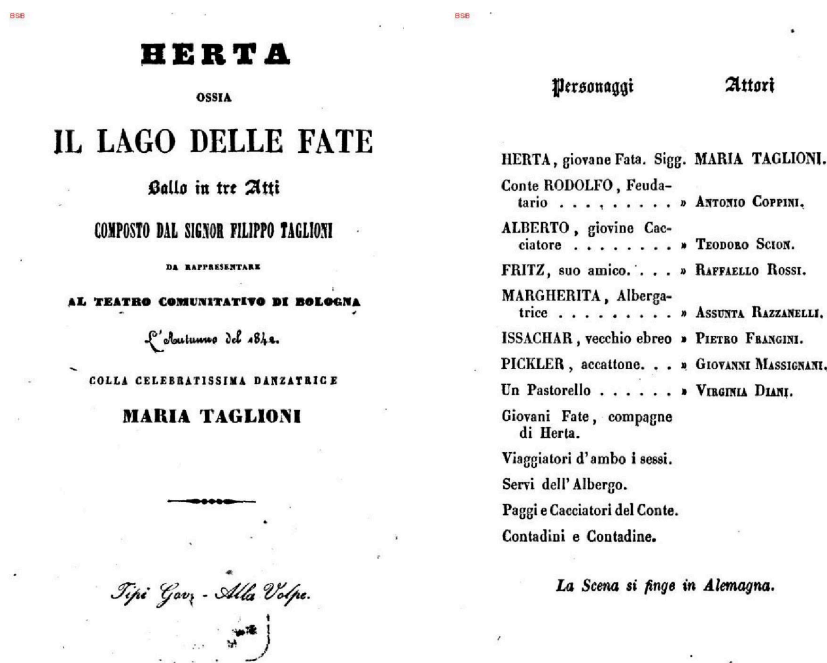 BSB
HERTA
OSSIA
IL LAGO DELLE FATE
Ballo in tre Atti
COMPOSTO DAL SIGNOR FILIPPO TAGLIONI
DA RAPPRESENTARE
AL TEATRO COMUNITATIVO DI BOLOGNA
L'Autunno del 1842.
COLLA CELEBRATISSIMA DANZATRICE
MARIA TAGLIONI
Tipi Gov. - Alla Volpe.
BSB
Personaggi Attori
HERTA, giovane Fata. Sigg. MARIA TAGLIONI.
Conte RODOLFO, Feuda-
tario . . . . . . . . . » ANTONIO COPPINI.
ALBERTO, giovine Cac-
ciatore . . . . . . . . » TEODORO SCION.
FRITZ, suo amico. . . . » RAFFAELLO ROSSI.
MARGHERITA, Alberga-
trice . . . . . . . . . » ASSUNTA RAZZANELLI.
ISSACHAR, vecchio ebreo » PIETRO FRANGINI.
PICKLER, accattone. . . » GIOVANNI MASSIGNANI.
Un Pastorello . . . . . . » VIRGINIA DIANI.
Giovani Fate, compagne
di Herta.
Viaggiatori d'ambo i sessi.
Servi dell'Albergo.
Paggi e Cacciatori del Conte.
Contadini e Contadine.
La Scena si finge in Alemagna.